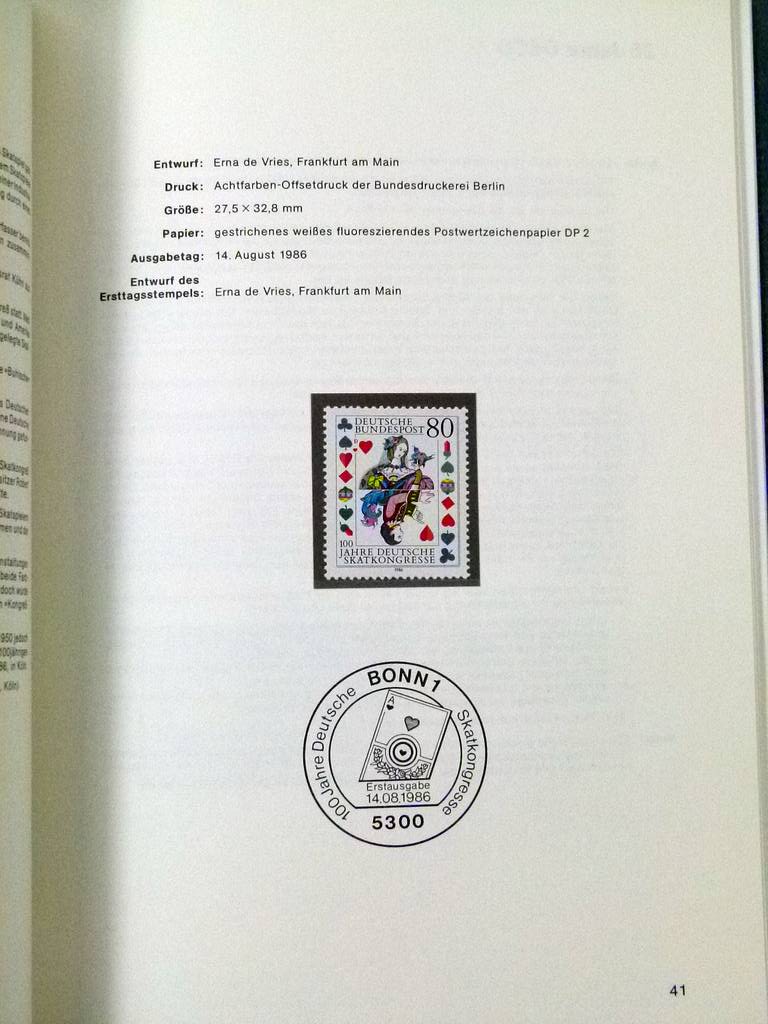 Entwurf: Erna de Vries, Frankfurt am Main
Druck: Achtfarben-Offsetdruck der Bundesdruckerei Berlin
Größe: 27,5 × 32,8 mm
Papier: gestrichenes weißes fluoreszierendes Postwertzeichenpapier DP 2
Ausgabetag: 14. August 1986
Entwurf des
Ersttagsstempels: Erna de Vries, Frankfurt am Main
DEUTSCHE
BUNDESPOST 80
D
100
JAHRE DEUTSCHE
SKATKONGRESSE
1986
BONN 1
100 Jahre Deutsche Skatkongresse
A
Erstausgabe
14.08.1986
5300
41